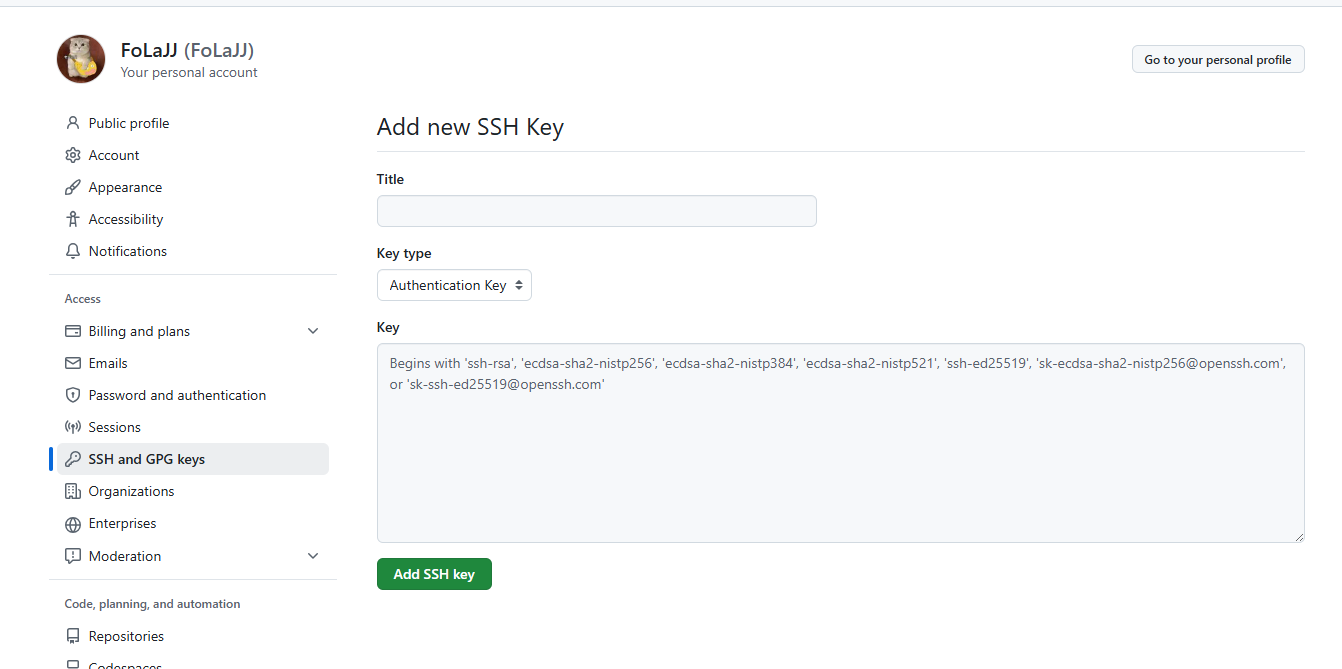 FoLaJJ (FoLaJJ)
Your personal account
Go to your personal profile
Public profile
Account
Appearance
Accessibility
Notifications
Access
Billing and plans
Emails
Password and authentication
Sessions
SSH and GPG keys
Organizations
Enterprises
Moderation
Code, planning, and automation
Repositories
Codespaces
Add new SSH Key
Title
Key type
Authentication Key
Key
Begins with 'ssh-rsa', 'ecdsa-sha2-nistp256', 'ecdsa-sha2-nistp384', 'ecdsa-sha2-nistp521', 'ssh-ed25519', 'sk-ecdsa-sha2-nistp256@openssh.com',
or 'sk-ssh-ed25519@openssh.com'
Add SSH key